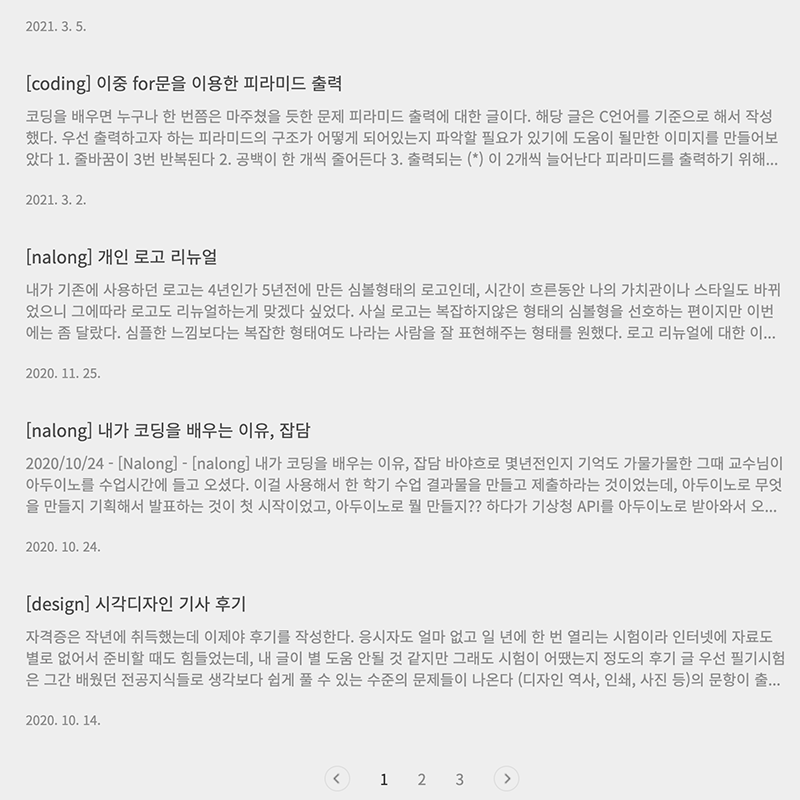 2021. 3. 5.
[coding] 이중 for문을 이용한 피라미드 출력
코딩을 배우면 누구나 한 번쯤은 마주쳤을 듯한 문제 피라미드 출력에 대한 글이다. 해당 글은 C언어를 기준으로 해서 작성
했다. 우선 출력하고자 하는 피라미드의 구조가 어떻게 되어있는지 파악할 필요가 있기에 도움이 될만한 이미지를 만들어보
았다 1. 줄바꿈이 3번 반복된다 2. 공백이 한 개씩 줄어든다 3. 출력되는 (*) 이 2개씩 늘어난다 피라미드를 출력하기 위해...
2021. 3. 2.
[nalong] 개인 로고 리뉴얼
내가 기존에 사용하던 로고는 4년인가 5년전에 만든 심볼형태의 로고인데, 시간이 흐른동안 나의 가치관이나 스타일도 바뀌
었으니 그에따라 로고도 리뉴얼하는게 맞겠다 싶었다. 사실 로고는 복잡하지않은 형태의 심볼형을 선호하는 편이지만 이번
에는 좀 달랐다. 심플한 느낌보다는 복잡한 형태여도 나라는 사람을 잘 표현해주는 형태를 원했다. 로고 리뉴얼에 대한 이...
2020. 11. 25.
[nalong] 내가 코딩을 배우는 이유, 잡담
2020/10/24 - [Nalong] - [nalong] 내가 코딩을 배우는 이유, 잡담 바야흐로 몇년전인지 기억도 가물가물한 그때 교수님이
아두이노를 수업시간에 들고 오셨다. 이걸 사용해서 한 학기 수업 결과물을 만들고 제출하라는 것이었는데, 아두이노로 무엇
을 만들지 기획해서 발표하는 것이 첫 시작이었고, 아두이노로 뭘 만들지?? 하다가 기상청 API를 아두이노로 받아와서 오...
2020. 10. 24.
[design] 시각디자인 기사 후기
자격증은 작년에 취득했는데 이제야 후기를 작성한다. 응시자도 얼마 없고 일 년에 한 번 열리는 시험이라 인터넷에 자료도
별로 없어서 준비할 때도 힘들었는데, 내 글이 별 도움 안될 것 같지만 그래도 시험이 어땠는지 정도의 후기 글 우선 필기시험
은 그간 배웠던 전공지식들로 생각보다 쉽게 풀 수 있는 수준의 문제들이 나온다 (디자인 역사, 인쇄, 사진 등)의 문항이 출...
2020. 10. 14.
1 2 3